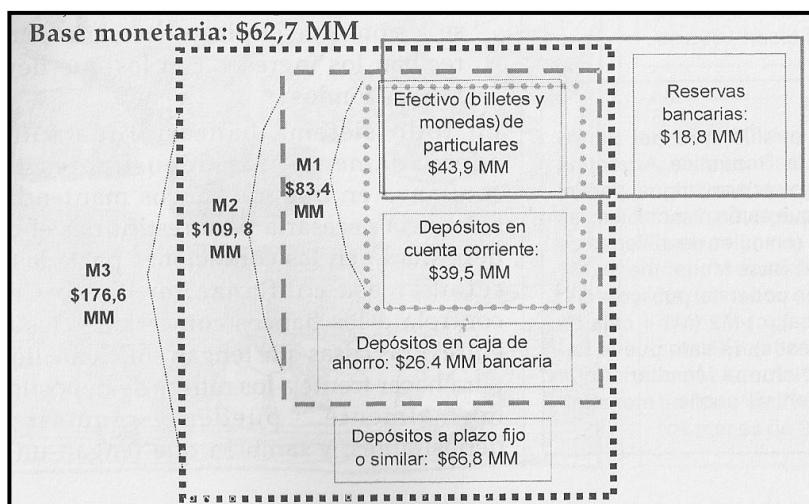 Base monetaria: $62,7 MM
Efectivo (billetes y
monedas) de
particulares
$43,9 MM
Reservas
bancarias:
$18,8 MM
M1
$83,4
MM
M2
$109, 8
MM
M3
$176,6
MM
Depósitos en
cuenta corriente:
$39,5 MM
Depósitos en caja de
ahorro: $26.4 MM bancaria
Depósitos a plazo fijo
o similar: $66,8 MM